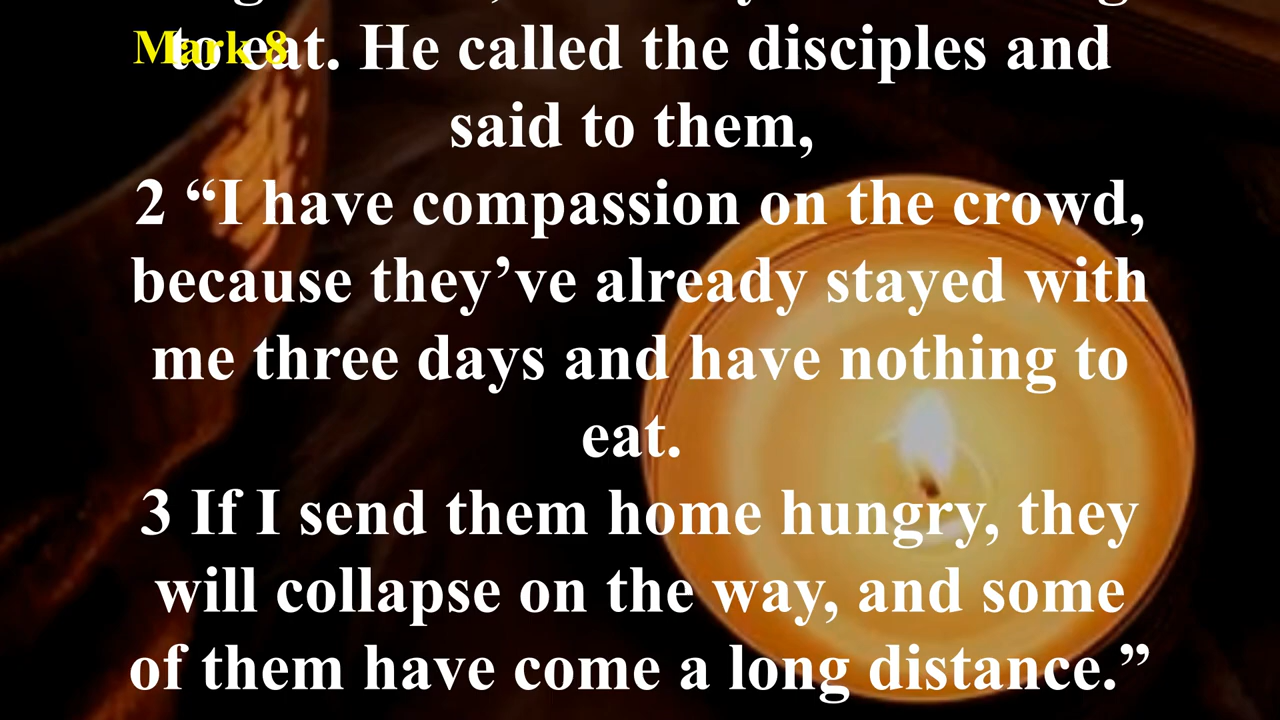 Mark 8
to eat. He called the disciples and
said to them,
2 “I have compassion on the crowd,
because they’ve already stayed with
me three days and have nothing to
eat.
3 If I send them home hungry, they
will collapse on the way, and some
of them have come a long distance.”